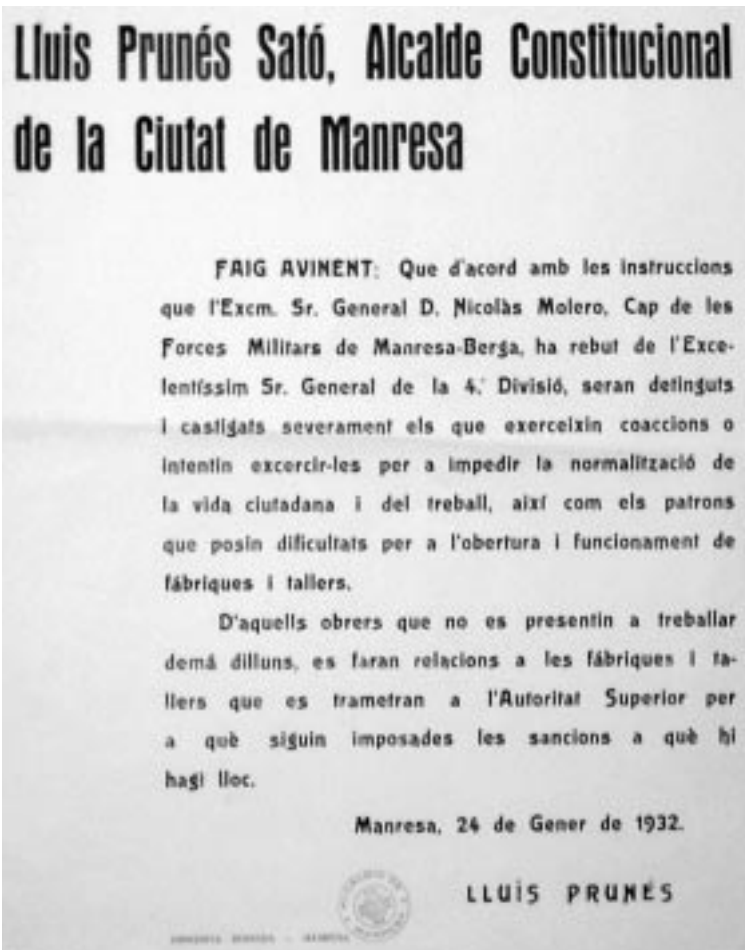 Lluis Prunés Sató, Alcalde Constitucional
de la Ciutat de Manresa
FAIG AVINENT: Que d'acord amb les instruccions
que l'Excm. Sr. General D. Nicolàs Molero, Cap de les
Forces Militars de Manresa-Berga, ha rebut de l'Exce-
lentíssim Sr. General de la 4.ª Divisió, seran detinguts
i castigats severament els que exerceixin coaccions o
intentin excercir-les per a impedir la normalització de
la vida ciutadana i del treball, així com els patrons
que posin dificultats per a l'obertura i funcionament de
fàbriques i tallers.
D'aquells obrers que no es presentin a treballar
demá dilluns, es faran relacions a les fàbriques i ta-
llers que es trametran a l'Autoritat Superior per
a què siguin imposades les sancions a què hi
hagi lloc.
Manresa, 24 de Gener de 1932.
LLUÍS PRUNÉS